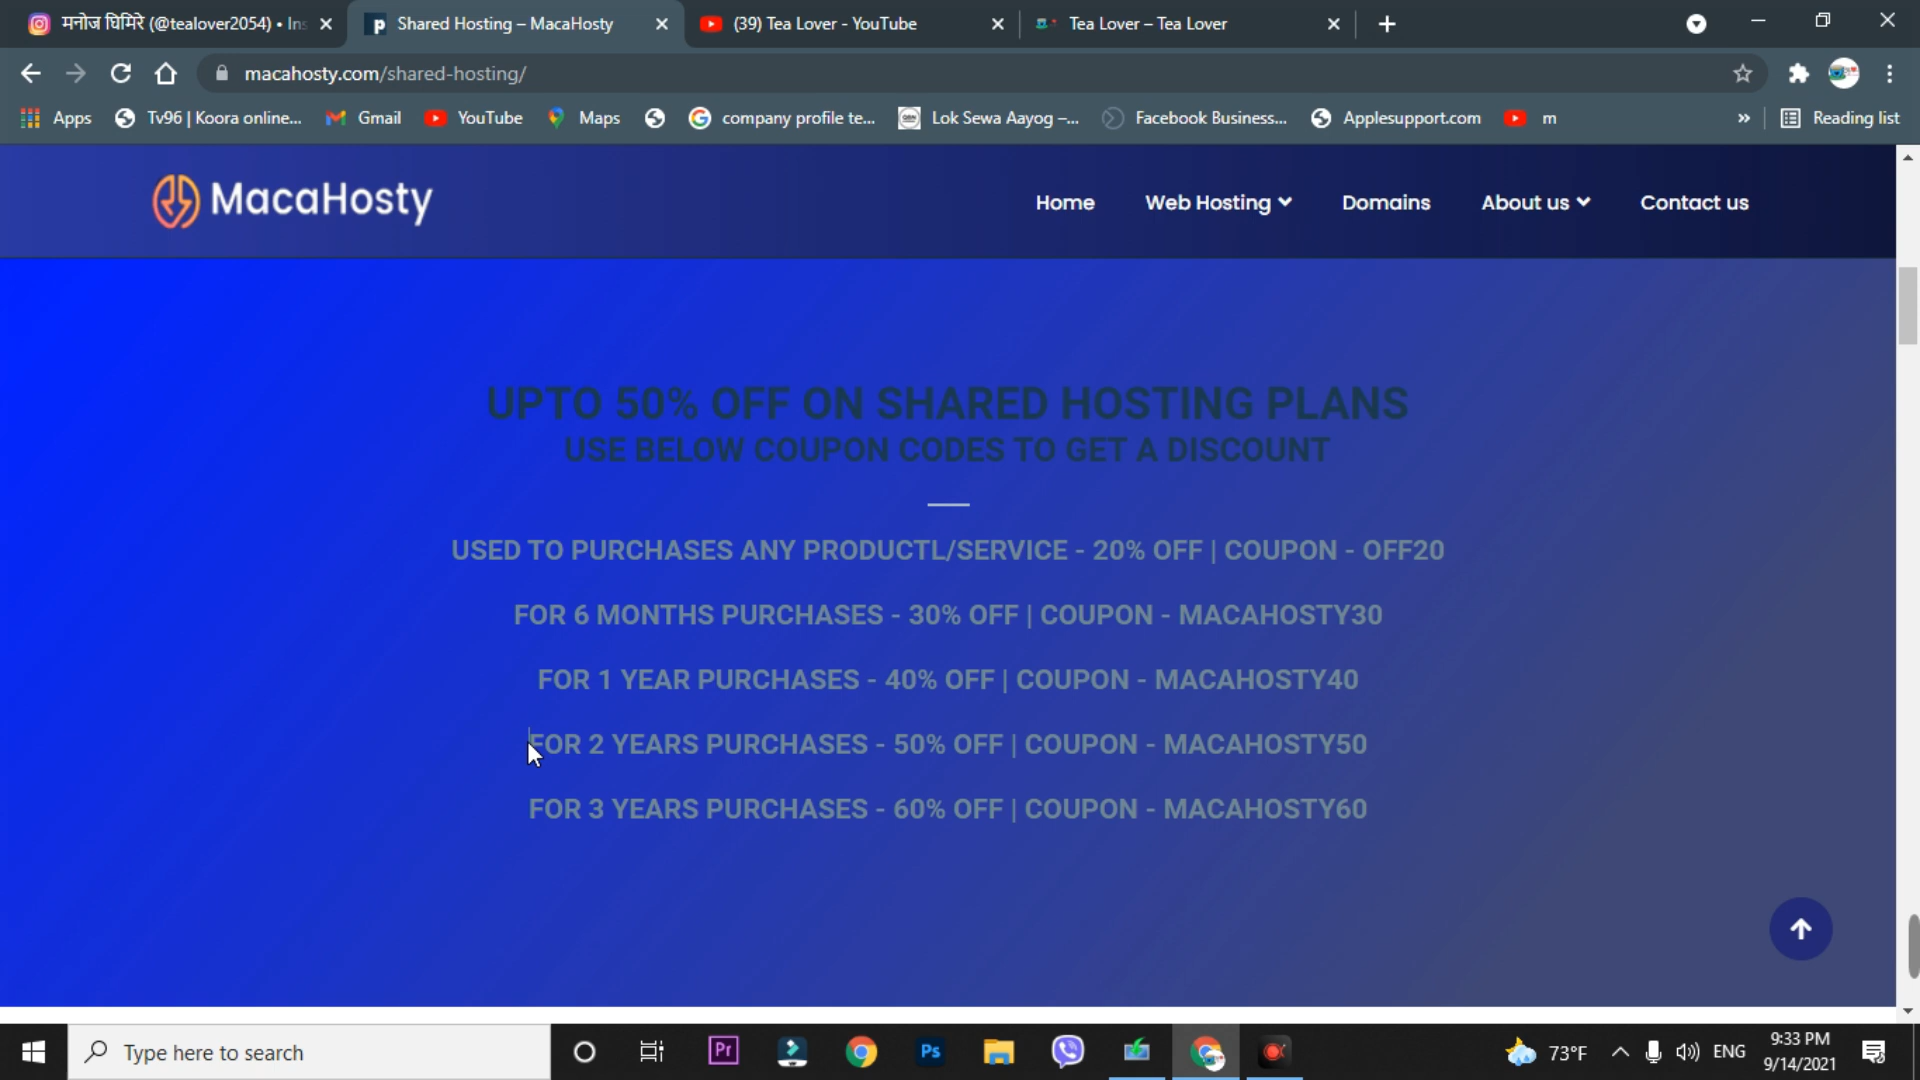 मनोज घिमिरे (@tealover2054) • Ins
Shared Hosting – MacaHosty
(39) Tea Lover - YouTube
Tea Lover – Tea Lover
macahosty.com/shared-hosting/
Apps
Tv96 | Koora online...
Gmail
YouTube
Maps
company profile te...
Lok Sewa Aayog –...
Facebook Business...
Applesupport.com
m
»
Reading list
MacaHosty
Home
Web Hosting
Domains
About us
Contact us
UPTO 50% OFF ON SHARED HOSTING PLANS
USE BELOW COUPON CODES TO GET A DISCOUNT
USED TO PURCHASES ANY PRODUCTL/SERVICE - 20% OFF | COUPON - OFF20
FOR 6 MONTHS PURCHASES - 30% OFF | COUPON - MACAHOSTY30
FOR 1 YEAR PURCHASES - 40% OFF | COUPON - MACAHOSTY40
FOR 2 YEARS PURCHASES - 50% OFF | COUPON - MACAHOSTY50
FOR 3 YEARS PURCHASES - 60% OFF | COUPON - MACAHOSTY60
Type here to search
Pr
Ps
73°F
ENG
9:33 PM
9/14/2021